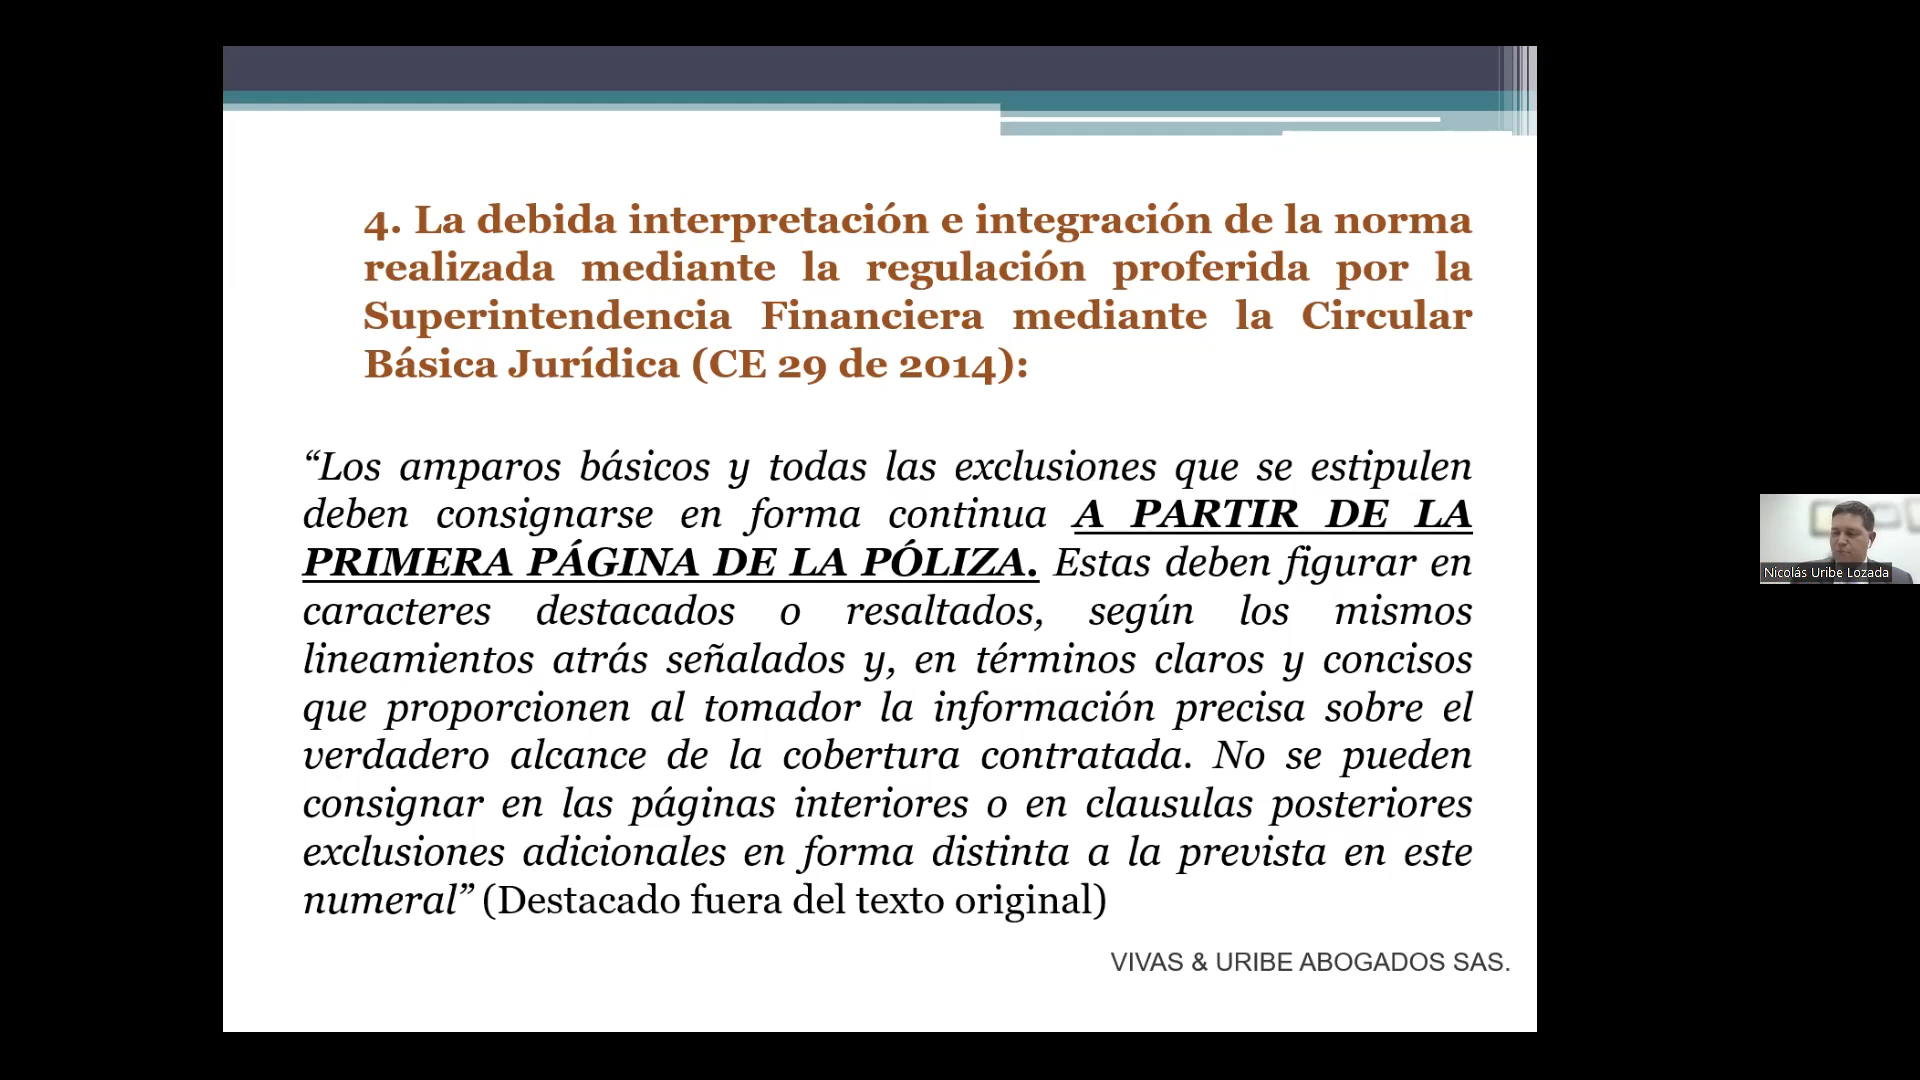 4. La debida interpretación e integración de la norma
realizada mediante la regulación proferida por la
Superintendencia Financiera mediante la Circular
Básica Jurídica (CE 29 de 2014):
“Los amparos básicos y todas las exclusiones que se estipulen
deben consignarse en forma continua A PARTIR DE LA
PRIMERA PÁGINA DE LA PÓLIZA. Estas deben figurar en
caracteres destacados o resaltados, según los mismos
lineamientos atrás señalados y, en términos claros y concisos
que proporcionen al tomador la información precisa sobre el
verdadero alcance de la cobertura contratada. No se pueden
consignar en las páginas interiores o en clausulas posteriores
exclusiones adicionales en forma distinta a la prevista en este
numeral” (Destacado fuera del texto original)
VIVAS & URIBE ABOGADOS SAS.
Nicolás Uribe Lozada